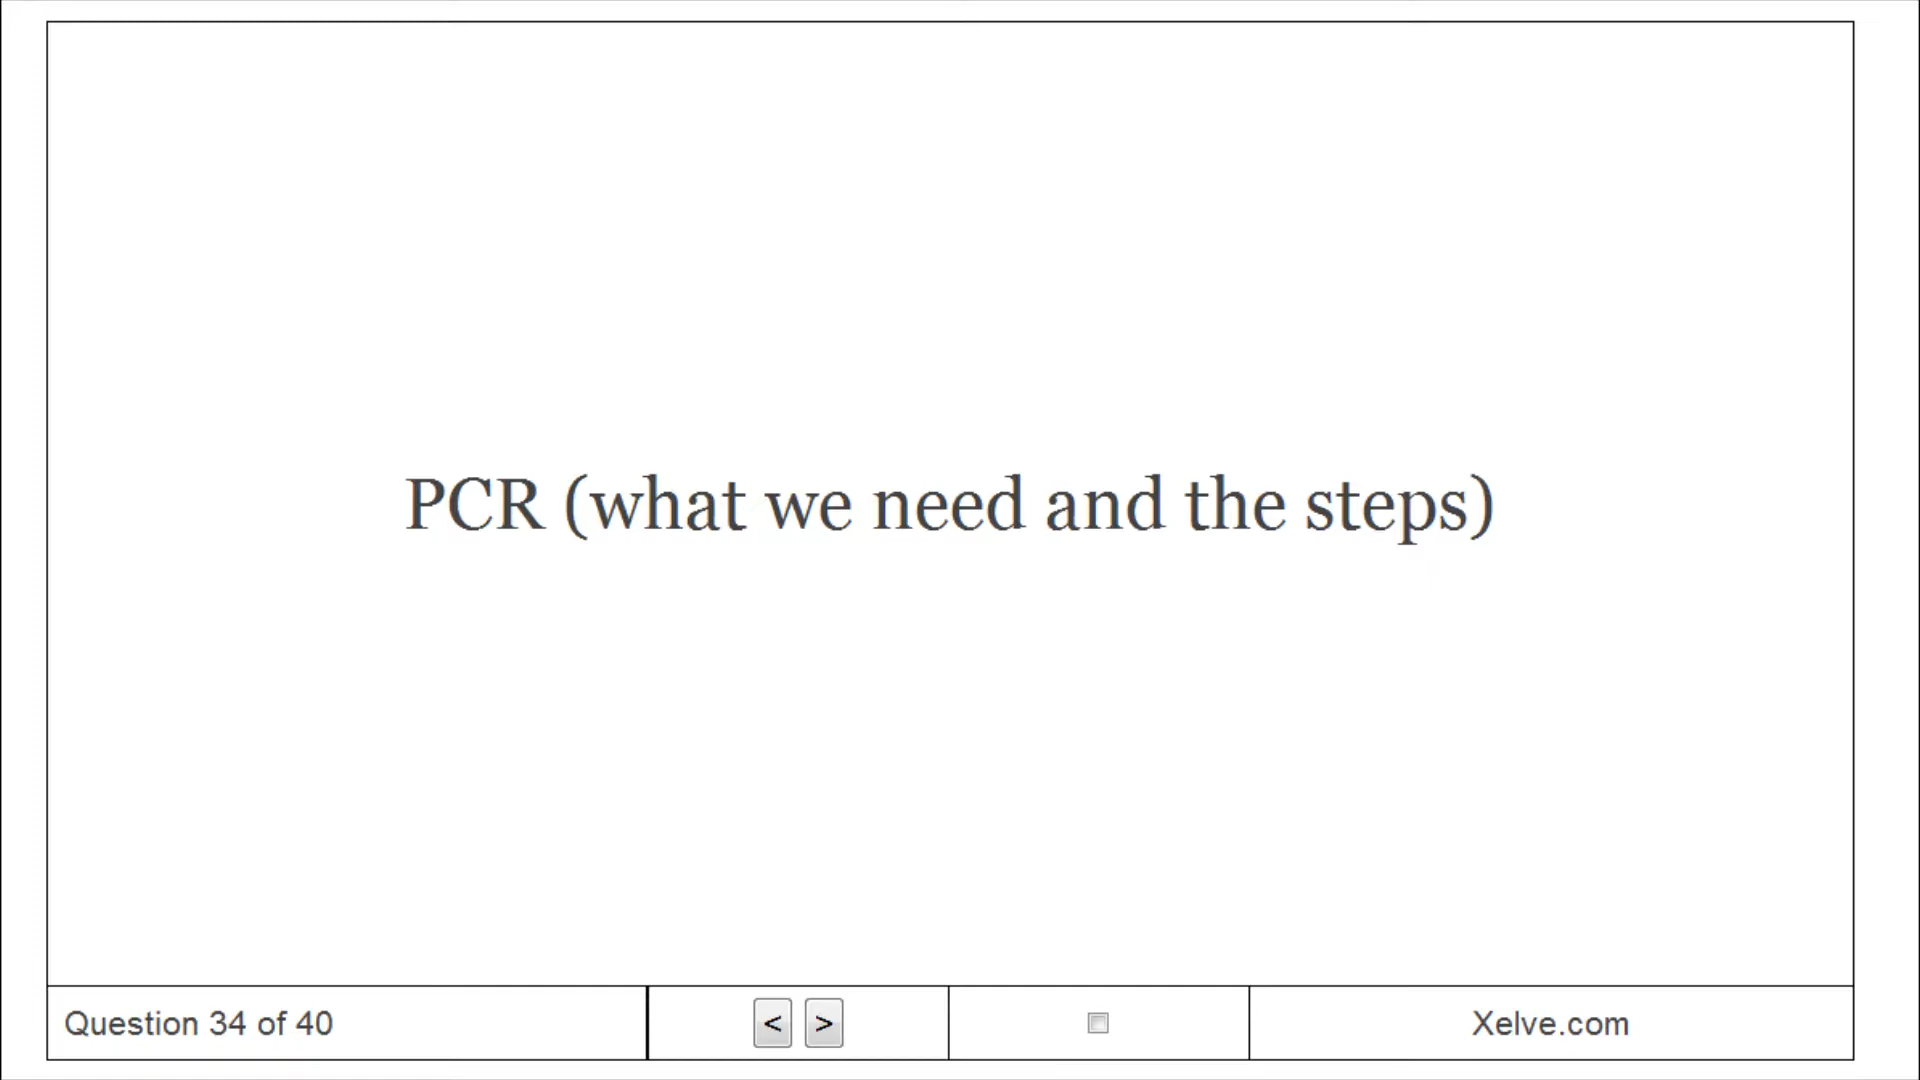 PCR (what we need and the steps)
Question 34 of 40
< >
Xelve.com